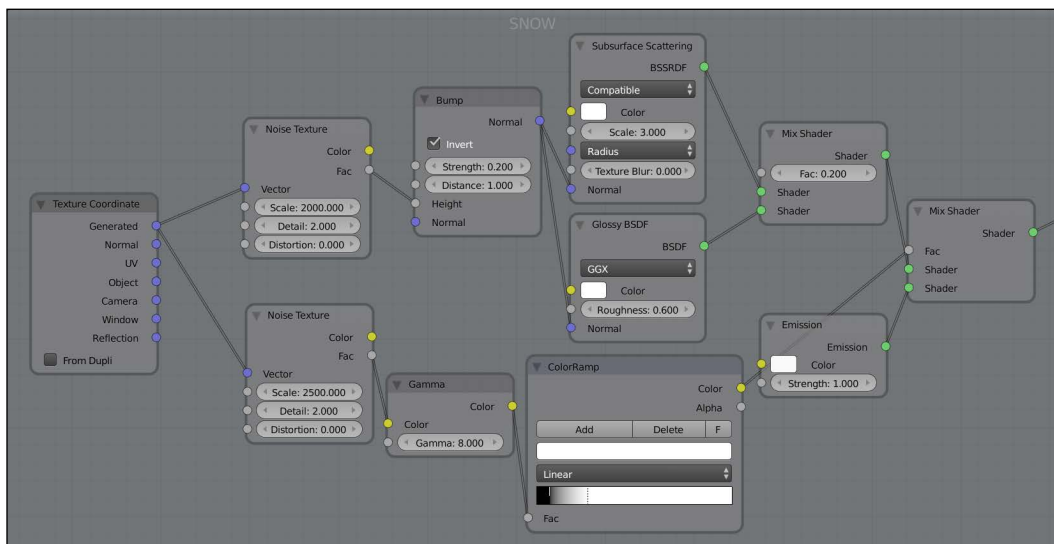 SNOW
Texture Coordinate
Generated
Normal
UV
Object
Camera
Window
Reflection
From Dupli
Noise Texture
Color
Fac
Vector
Scale: 2000.000
Detail: 2.000
Distortion: 0.000
Noise Texture
Color
Fac
Vector
Scale: 2500.000
Detail: 2.000
Distortion: 0.000
Bump
Normal
Invert
Strength: 0.200
Distance: 1.000
Height
Normal
Gamma
Color
Color
Gamma: 8.000
Subsurface Scattering
BSSRDF
Compatible
Color
Scale: 3.000
Radius
Texture Blur: 0.000
Normal
Glossy BSDF
BSDF
GGX
Color
Roughness: 0.600
Normal
ColorRamp
Color
Alpha
Add Delete F
Linear
Fac
Mix Shader
Shader
Fac: 0.200
Shader
Shader
Emission
Emission
Color
Strength: 1.000
Mix Shader
Shader
Fac
Shader
Shader